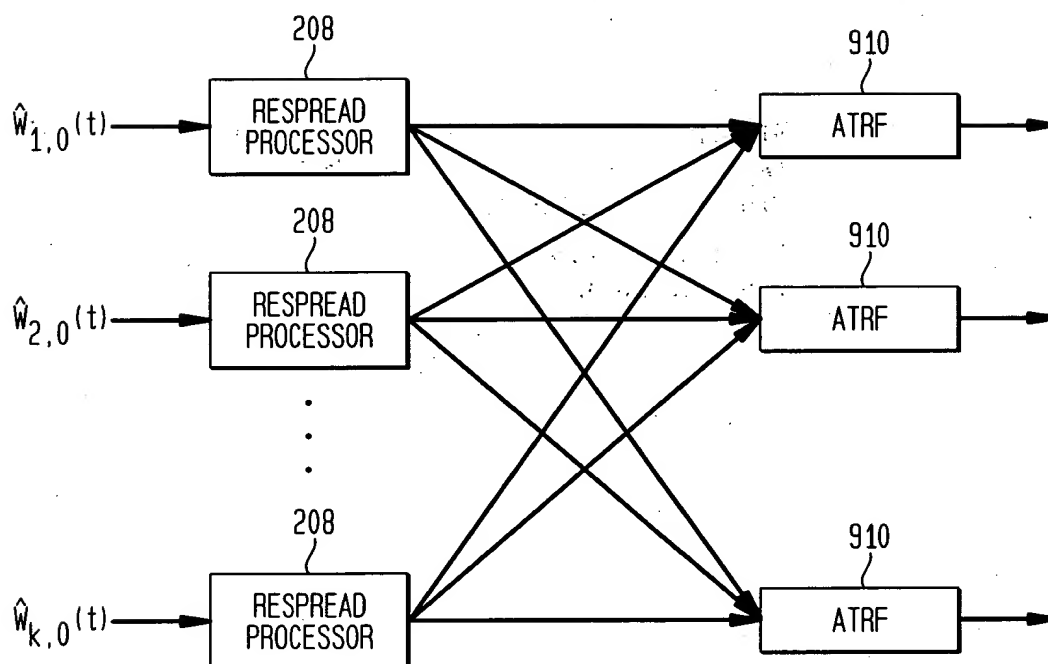 208
910
ŵ1,0(t)
RESPREAD
PROCESSOR
ATRF
208
910
ŵ2,0(t)
RESPREAD
PROCESSOR
ATRF
208
910
ŵk,0(t)
RESPREAD
PROCESSOR
ATRF